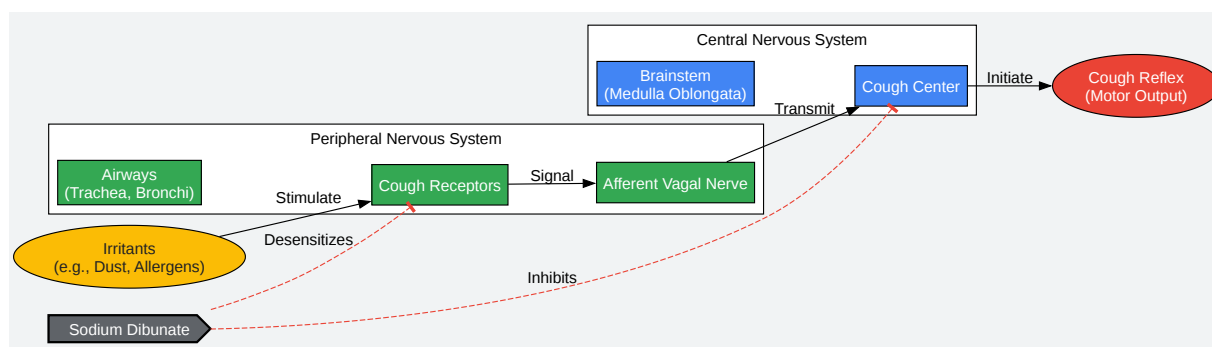 Central Nervous System
Brainstem
(Medulla Oblongata)
Cough Center
Initiate
Cough Reflex
(Motor Output)
Transmit
Peripheral Nervous System
Airways
(Trachea, Bronchi)
Stimulate
Cough Receptors
Signal
Afferent Vagal Nerve
Desensitizes
Irritants
(e.g., Dust, Allergens)
Inhibits
Sodium Dibunate